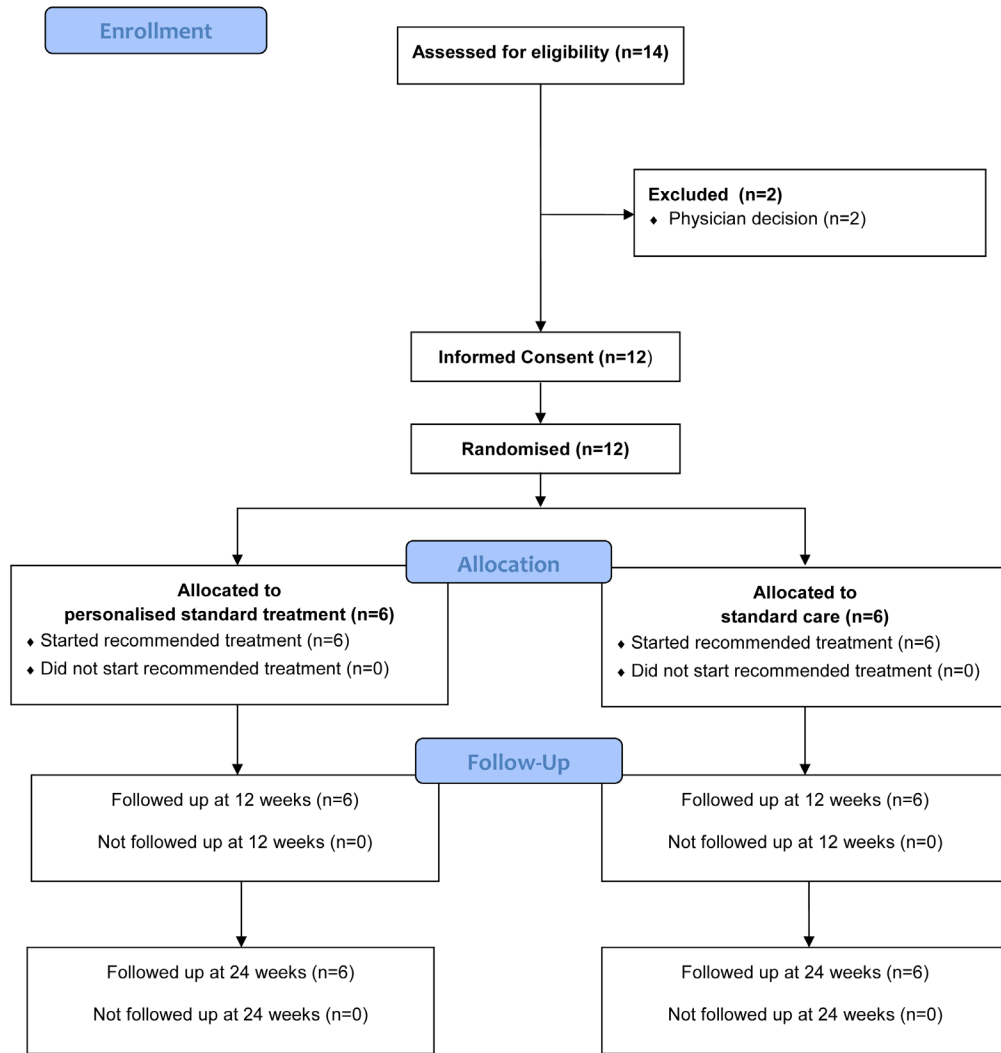 Enrollment
Assessed for eligibility (n=14)
Excluded (n=2)
♦ Physician decision (n=2)
Informed Consent (n=12)
Randomised (n=12)
Allocation
Allocated to
personalised standard treatment (n=6)
♦ Started recommended treatment (n=6)
♦ Did not start recommended treatment (n=0)
Allocated to
standard care (n=6)
♦ Started recommended treatment (n=6)
♦ Did not start recommended treatment (n=0)
Follow-Up
Followed up at 12 weeks (n=6)
Not followed up at 12 weeks (n=0)
Followed up at 12 weeks (n=6)
Not followed up at 12 weeks (n=0)
Followed up at 24 weeks (n=6)
Not followed up at 24 weeks (n=0)
Followed up at 24 weeks (n=6)
Not followed up at 24 weeks (n=0)